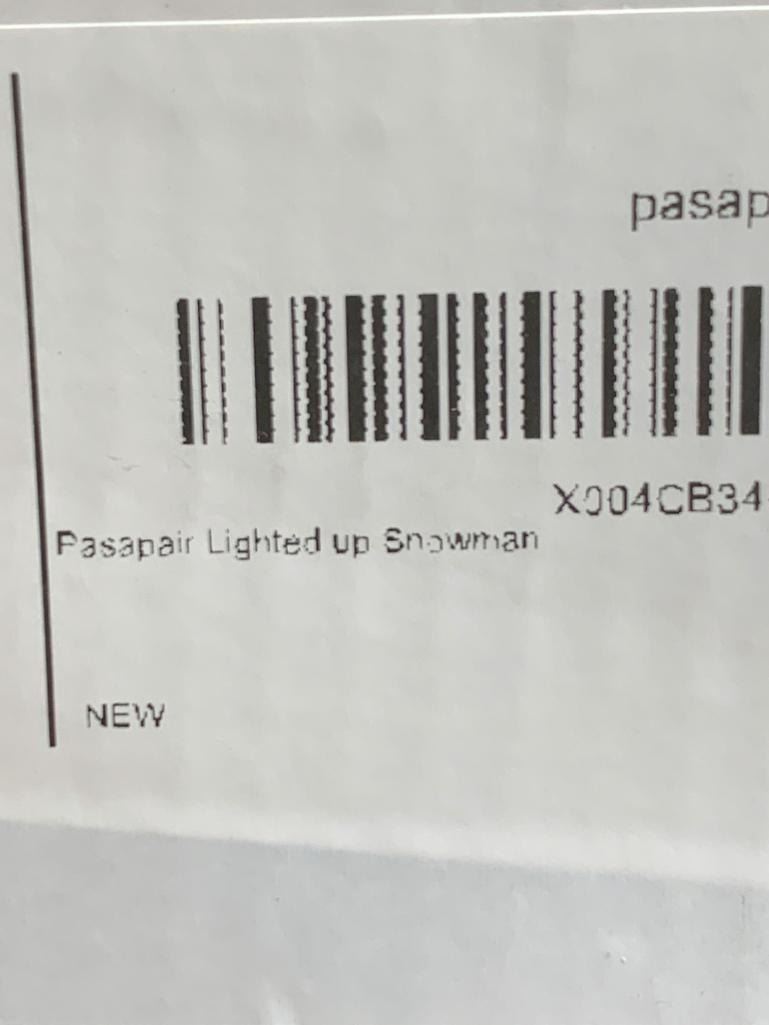 pasap
X004CB34
Pasapair Lighted up Snowman
NEW